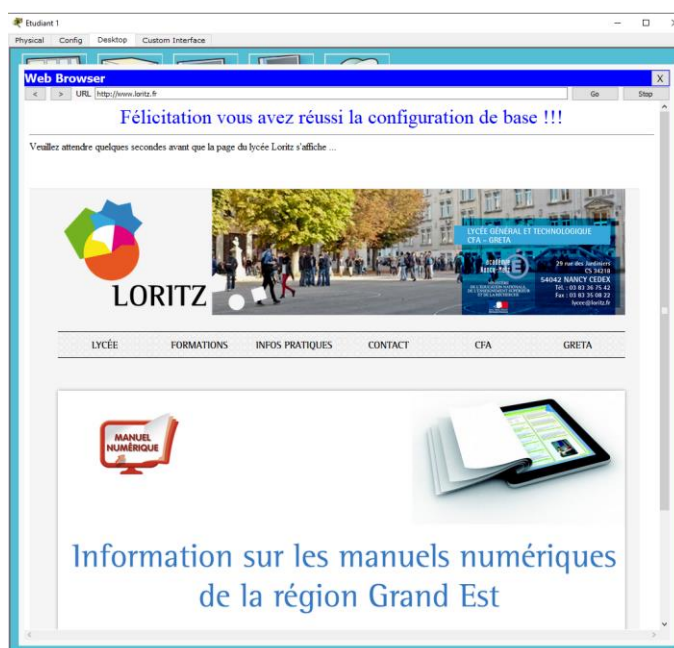 Etudiant 1
Physical Config Desktop Custom Interface
Web Browser X
< > URL http://www.loritz.fr Go Stop
Félicitation vous avez réussi la configuration de base !!!
Veuillez attendre quelques secondes avant que la page du lycée Loritz s'affiche ...
LORITZ
LYCÉE GÉNÉRAL ET TECHNOLOGIQUE
CFA - GRETA
académie
Nancy-Metz
29 rue des Jardiniers
CS 34218
54042 NANCY CEDEX
Tél. : 03 83 36 75 42
Fax : 03 83 35 08 22
lycee@loritz.fr
LYCÉE FORMATIONS INFOS PRATIQUES CONTACT CFA GRETA
MANUEL
NUMÉRIQUE
Information sur les manuels numériques
de la région Grand Est